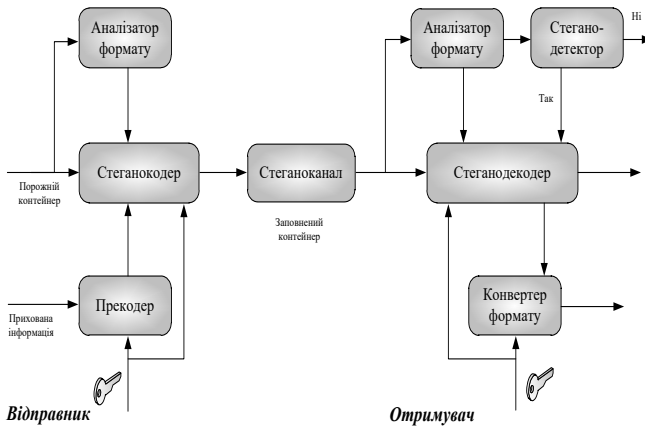 Аналізатор
формату
Аналізатор
формату
Стегано-
детектор
Ні
Так
Стеганокодер
Стеганоканал
Стеганодекодер
Порожній
контейнер
Заповнений
контейнер
Прекодер
Конвертер
формату
Прихована
інформація
Відправник
Отримувач